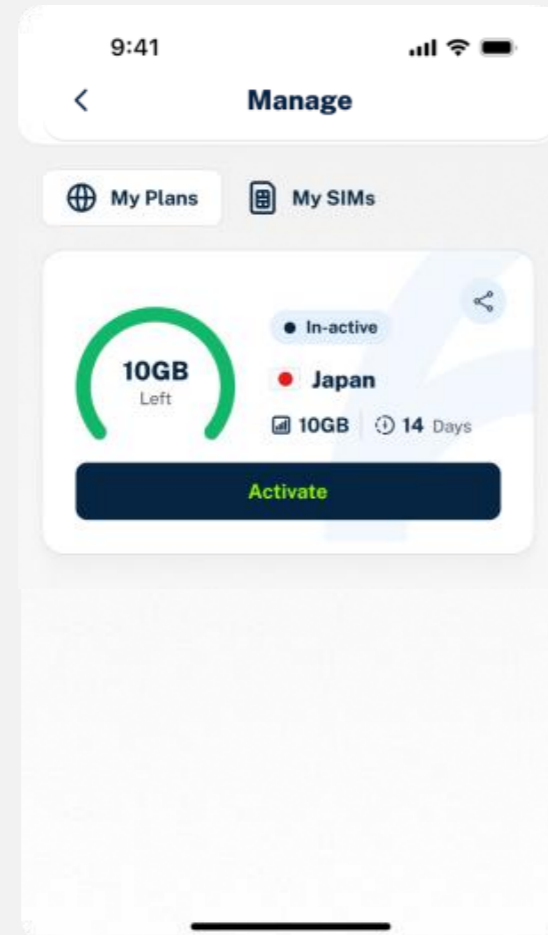 9:41
Manage
My Plans
My SIMs
In-active
10GB
Left
Japan
10GB
14 Days
Activate